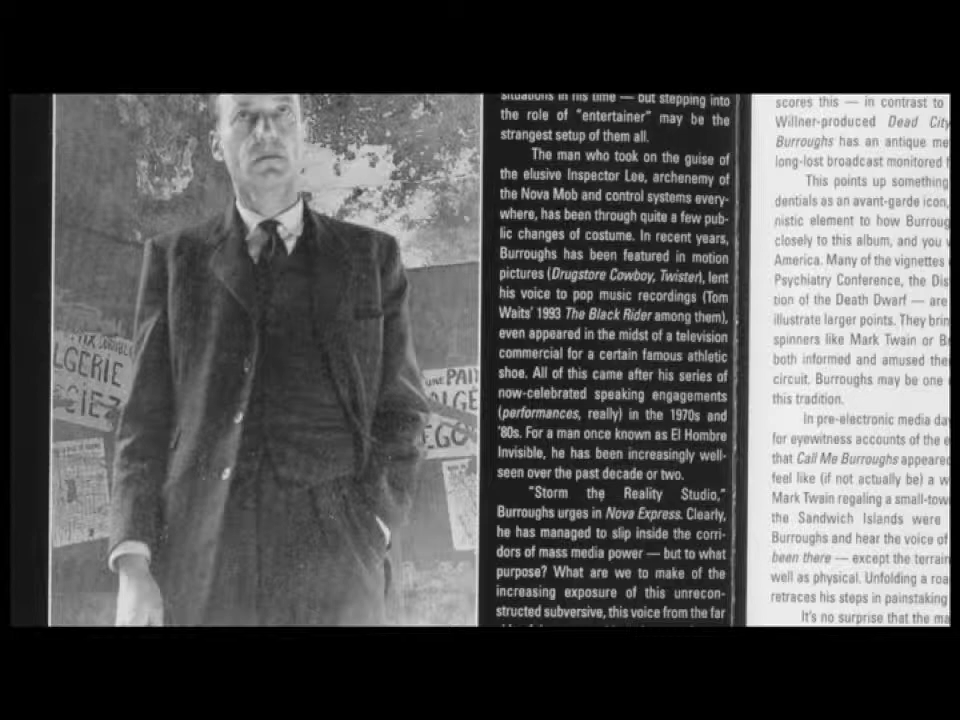 LGERIE
CIEZ
UNE PAIX
ALGÉ
EGO
situations in his time — but stepping into
the role of "entertainer" may be the
strangest setup of them all.
The man who took on the guise of
the elusive Inspector Lee, archenemy of
the Nova Mob and control systems every-
where, has been through quite a few pub-
lic changes of costume. In recent years,
Burroughs has been featured in motion
pictures (Drugstore Cowboy, Twister), lent
his voice to pop music recordings (Tom
Waits' 1993 The Black Rider among them),
even appeared in the midst of a television
commercial for a certain famous athletic
shoe. All of this came after his series of
now-celebrated speaking engagements
(performances, really) in the 1970s and
'80s. For a man once known as El Hombre
Invisible, he has been increasingly well-
seen over the past decade or two.
"Storm the Reality Studio,"
Burroughs urges in Nova Express. Clearly,
he has managed to slip inside the corri-
dors of mass media power — but to what
purpose? What are we to make of the
increasing exposure of this unrecon-
structed subversive, this voice from the far
scores this — in contrast to
Willner-produced Dead City
Burroughs has an antique me
long-lost broadcast monitored
This points up something
dentials as an avant-garde icon,
nistic element to how Burroug
closely to this album, and you
America. Many of the vignettes
Psychiatry Conference, the Dis
tion of the Death Dwarf — are
illustrate larger points. They brin
spinners like Mark Twain or B
both informed and amused the
circuit. Burroughs may be one
this tradition.
In pre-electronic media da
for eyewitness accounts of the e
that Call Me Burroughs appeared
feel like (if not actually be) a w
Mark Twain regaling a small-tow
the Sandwich Islands were
Burroughs and hear the voice of
been there — except the terrain
well as physical. Unfolding a roa
retraces his steps in painstaking
It's no surprise that the ma